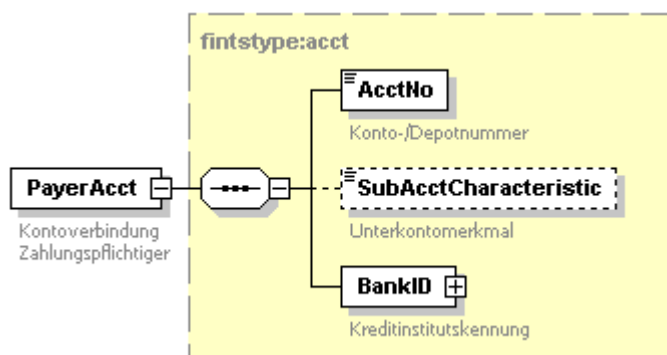 fintstype:acct
AcctNo
Konto-/Depotnummer
PayerAcct
Kontoverbindung
Zahlungspflichtiger
SubAcctCharacteristic
Unterkontomerkmal
BankID
Kreditinstitutskennung